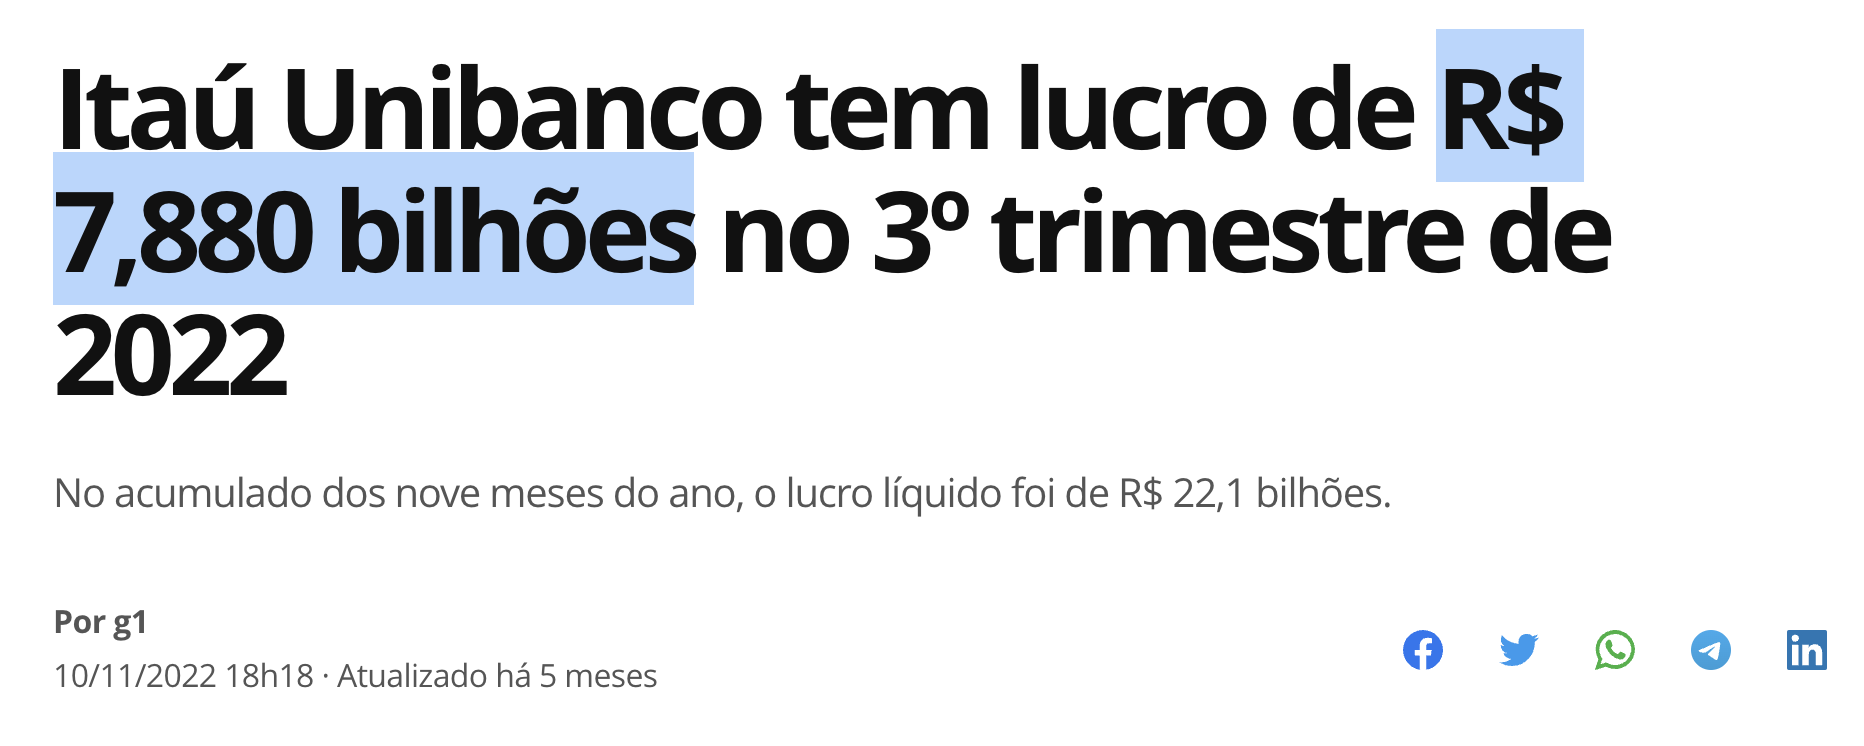 Itaú Unibanco tem lucro de R$
7,880 bilhões no 3º trimestre de
2022
No acumulado dos nove meses do ano, o lucro líquido foi de R$ 22,1 bilhões.
Por g1
10/11/2022 18h18 · Atualizado há 5 meses
in